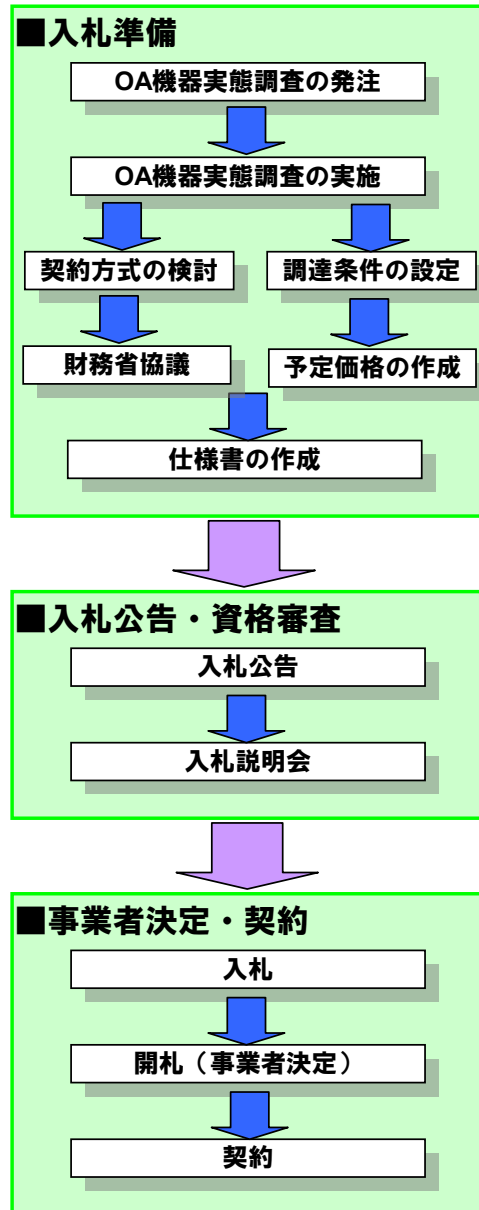 ■入札準備
OA機器実態調査の発注
OA機器実態調査の実施
契約方式の検討
調達条件の設定
財務省協議
予定価格の作成
仕様書の作成
■入札公告・資格審査
入札公告
入札説明会
■事業者決定・契約
入札
開札（事業者決定）
契約